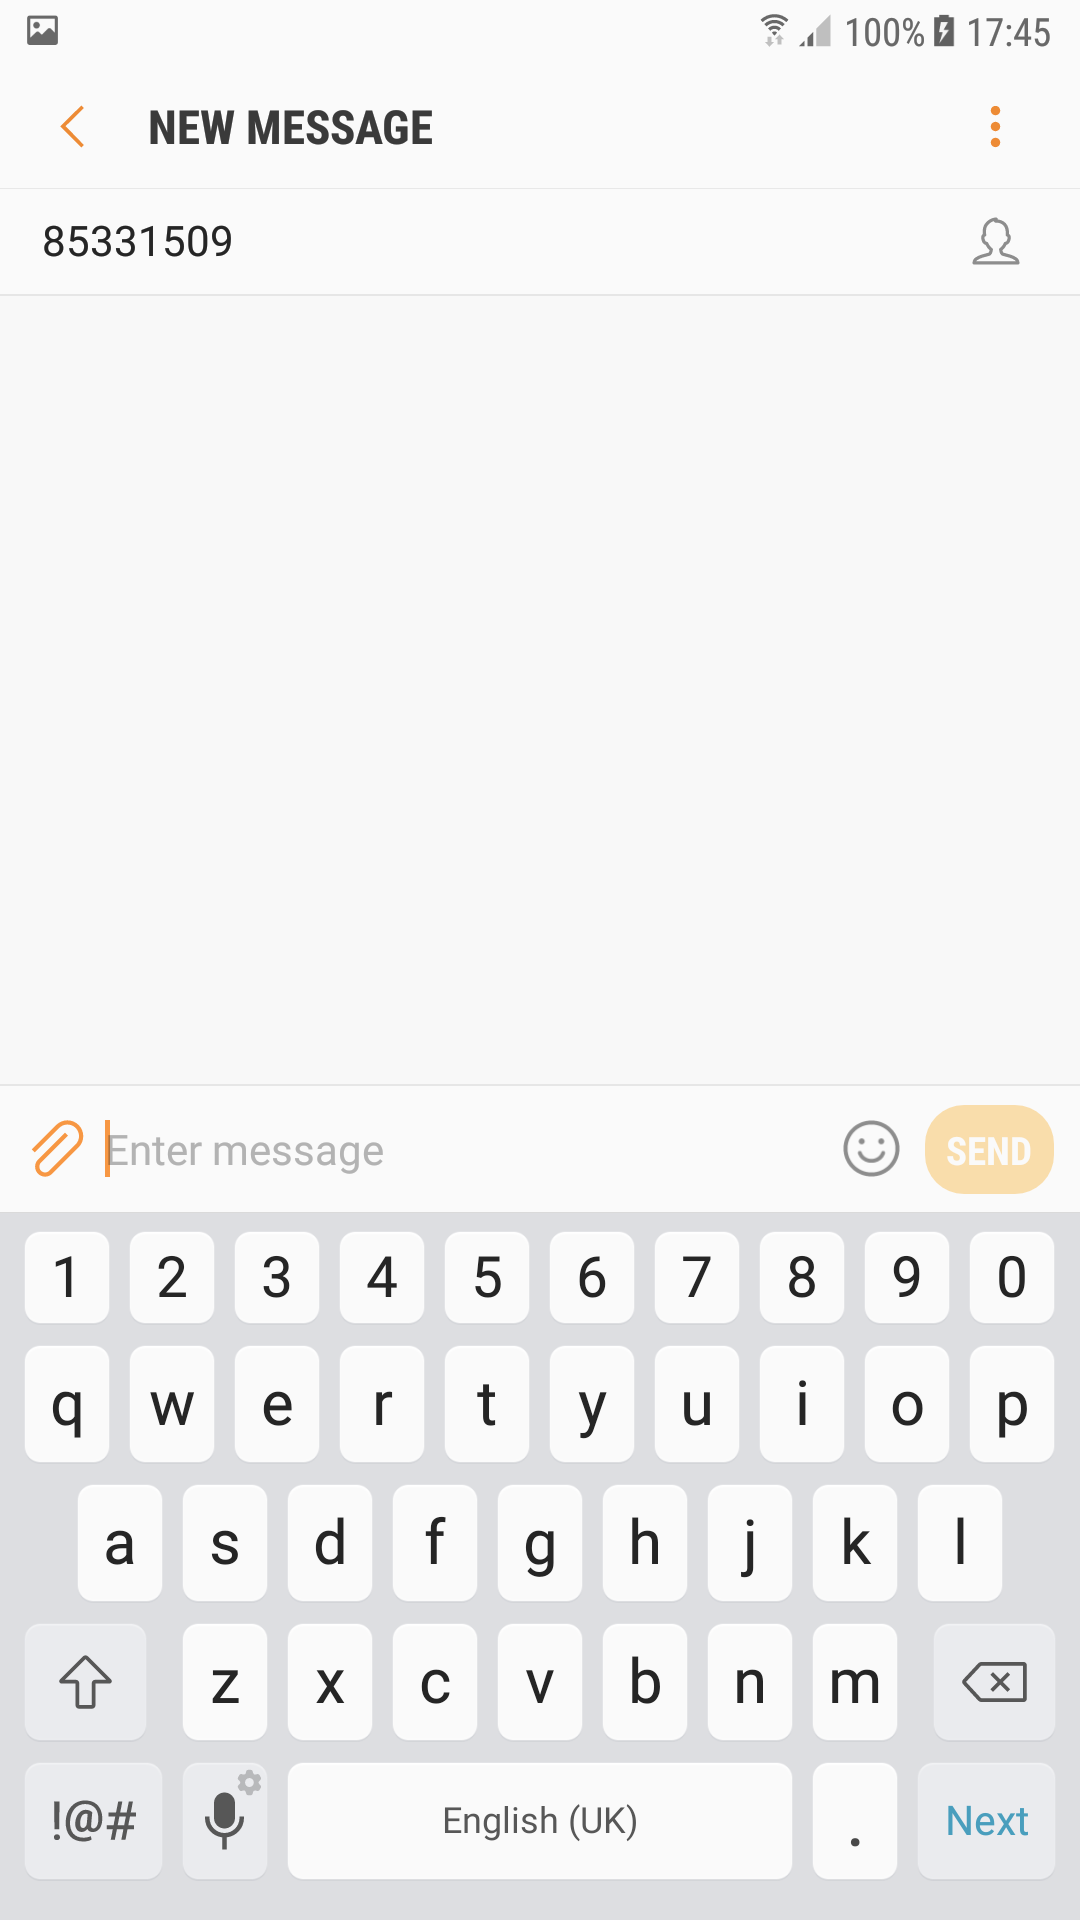 100% 17:45
NEW MESSAGE
85331509
Enter message
SEND
1 2 3 4 5 6 7 8 9 0
q w e r t y u i o p
a s d f g h j k l
z x c v b n m
!@# English (UK) . Next